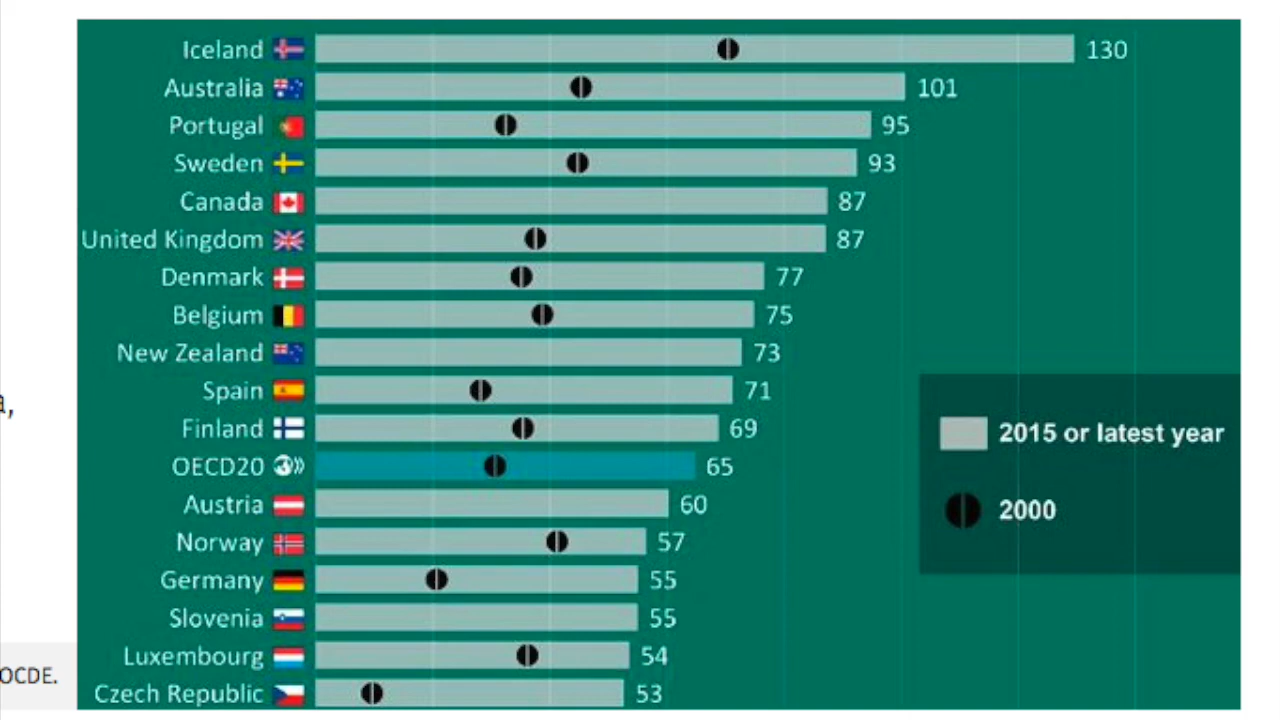 Iceland 130
Australia 101
Portugal 95
Sweden 93
Canada 87
United Kingdom 87
Denmark 77
Belgium 75
New Zealand 73
Spain 71
Finland 69
OECD20 65
Austria 60
Norway 57
Germany 55
Slovenia 55
Luxembourg 54
Czech Republic 53
2015 or latest year
2000
a,
OCDE.